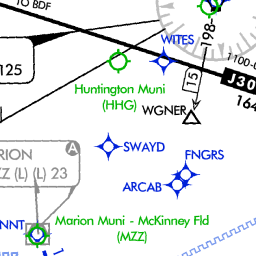 TO BDF
198
WITES
1100
125
J30
15
164
Huntington Muni
(HHG)
WGNER
SWAYD
A
RION
ZZ (L) (L) 23
FNGRS
ARCAB
NNT
Marion Muni - McKinney Fld
(MZZ)